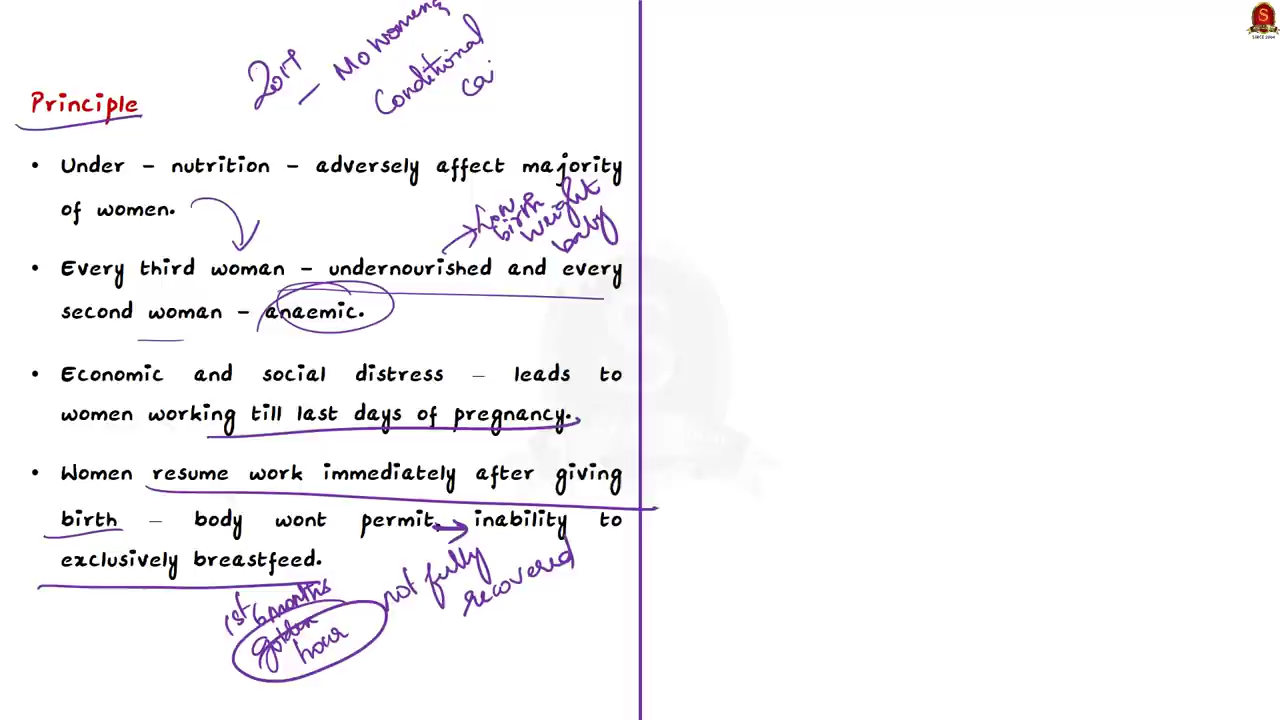 2017 - Mo Womens
Conditional
Principle
• Under - nutrition - adversely affect majority
of women.
Low
birth
weight
baby
• Every third woman - undernourished and every
second woman - anaemic.
• Economic and social distress - leads to
women working till last days of pregnancy.
• Women resume work immediately after giving
birth - body wont permit. → inability to
exclusively breastfeed.
not fully
recovered
1st 6 months
golden
hour
S
SINCE 2004